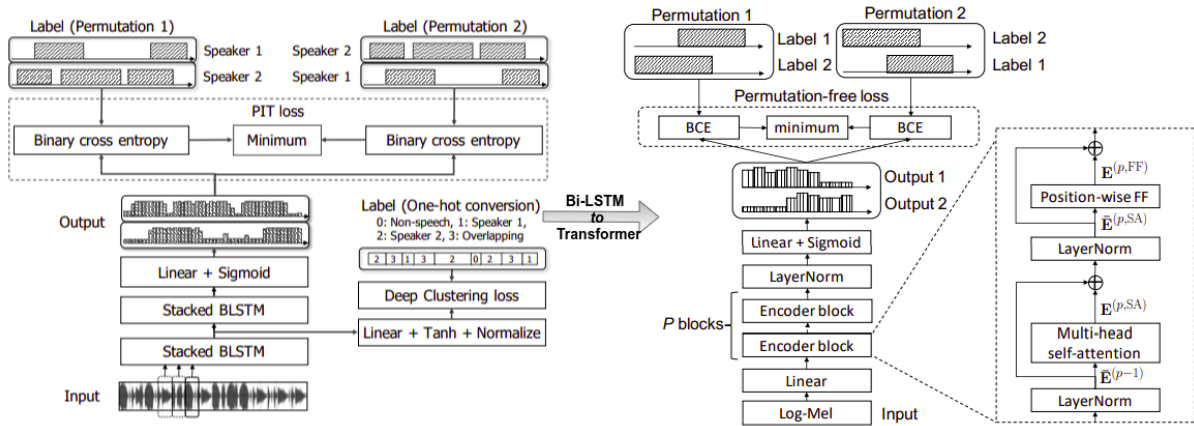 Label (Permutation 1)
Speaker 1
Speaker 2
Label (Permutation 2)
Speaker 2
Speaker 1
PIT loss
Binary cross entropy
Minimum
Binary cross entropy
Output
Linear + Sigmoid
Stacked BLSTM
Stacked BLSTM
Input
Label (One-hot conversion)
0: Non-speech, 1: Speaker 1,
2: Speaker 2, 3: Overlapping
2 3 1 3 2 0 2 3 1
Deep Clustering loss
Linear + Tanh + Normalize
Bi-LSTM
to
Transformer
Permutation 1
Label 1
Label 2
Permutation 2
Label 2
Label 1
Permutation-free loss
BCE
minimum
BCE
Output 1
Output 2
Linear + Sigmoid
LayerNorm
P blocks
Encoder block
Encoder block
Linear
Log-Mel
Input
E^(p,FF)
Position-wise FF
Ē^(p,SA)
LayerNorm
E^(p,SA)
Multi-head
self-attention
Ē^(p−1)
LayerNorm